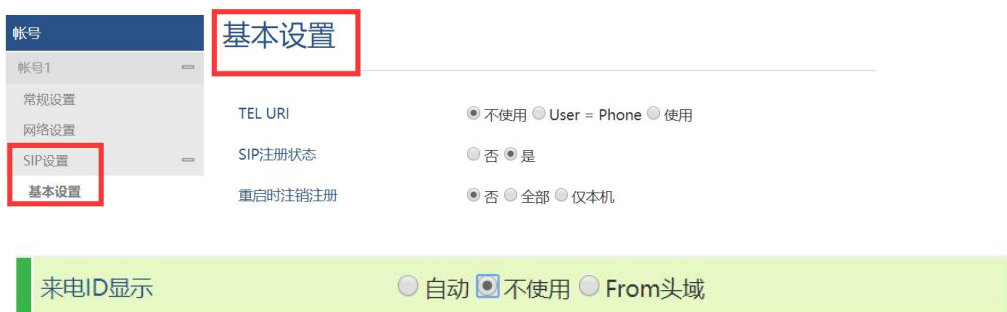 帐号
基本设置
帐号1
常规设置
TEL URI 不使用 User = Phone 使用
网络设置
SIP设置
SIP注册状态 否 是
基本设置
重启时注销注册 否 全部 仅本机
来电ID显示 自动 不使用 From头域